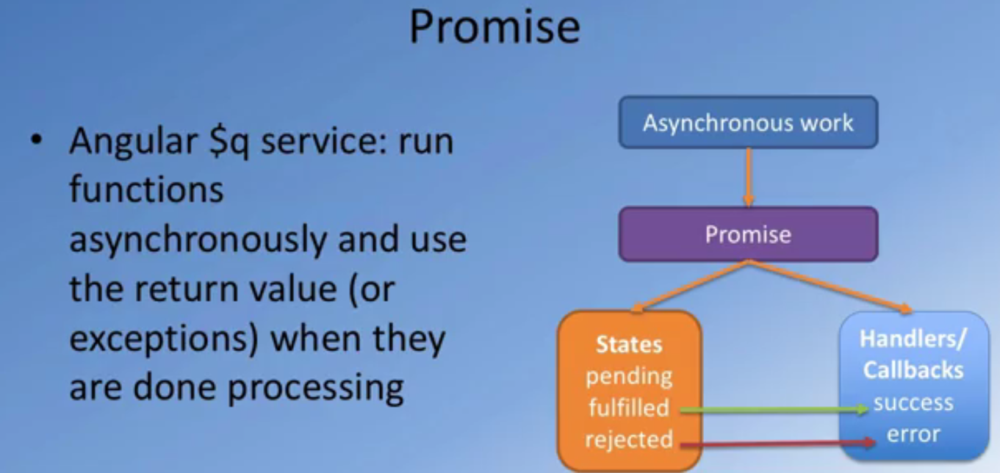 Promise
• Angular $q service: run
functions
asynchronously and use
the return value (or
exceptions) when they
are done processing
Asynchronous work
Promise
States
pending
fulfilled
rejected
Handlers/
Callbacks
success
error